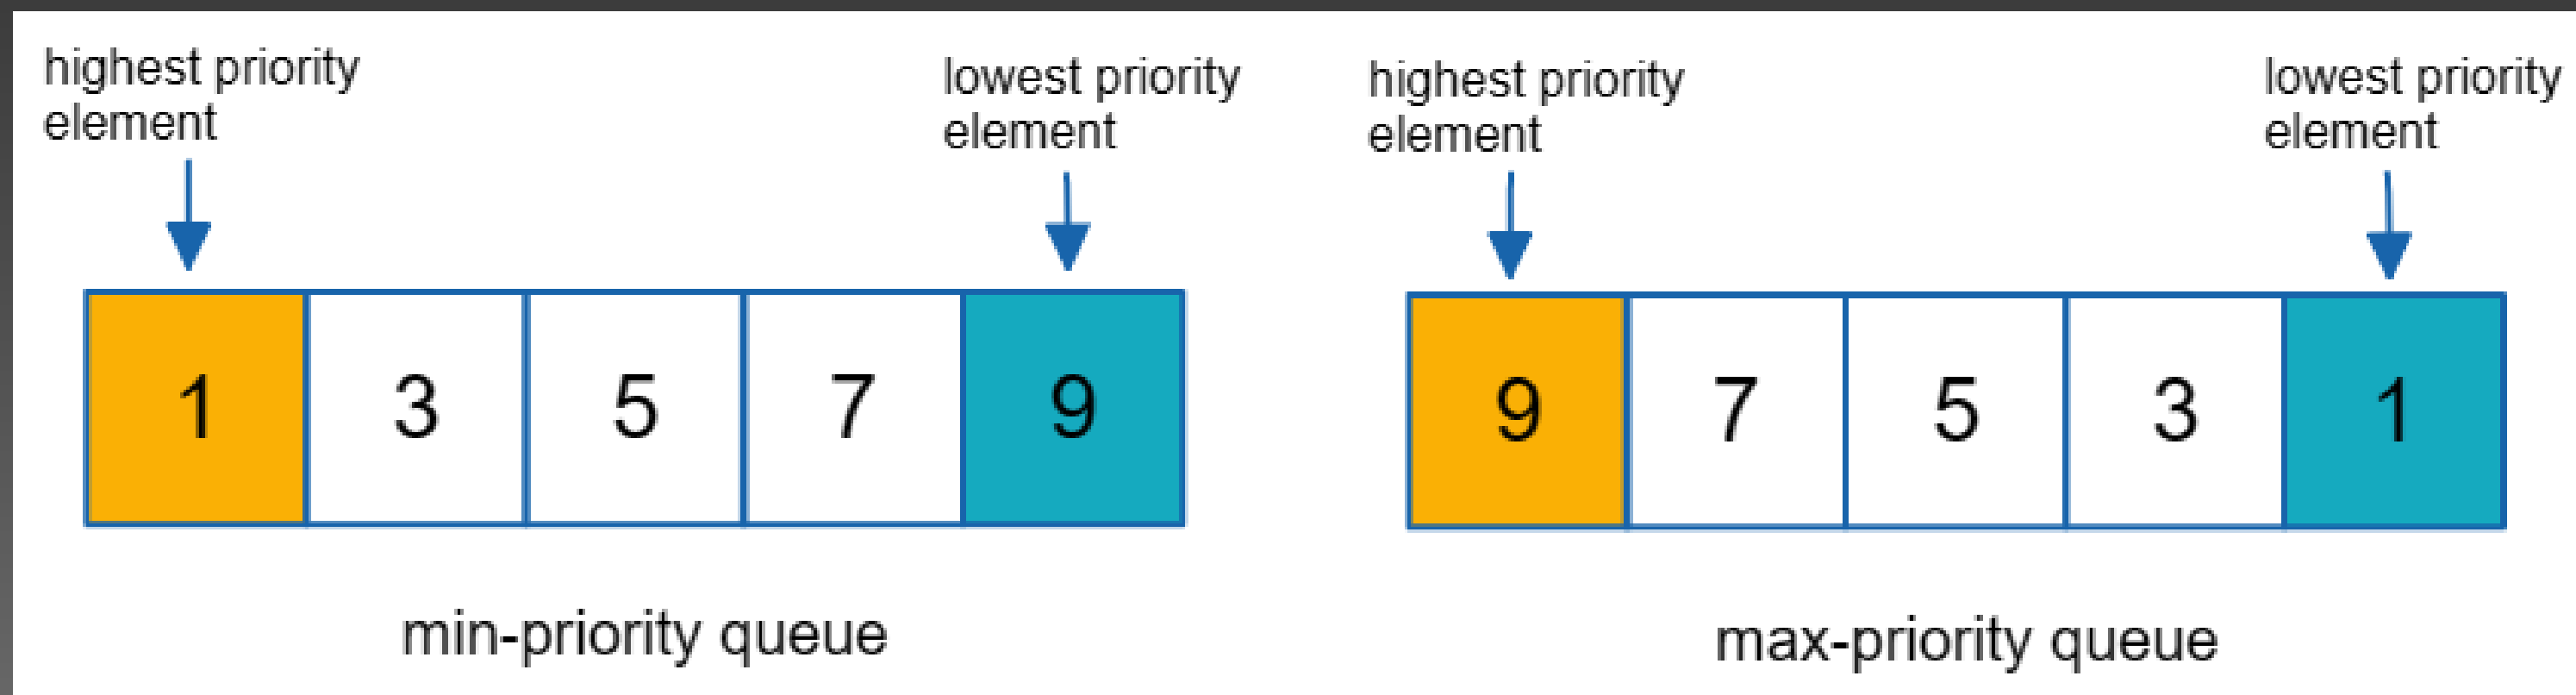 highest priority
element
lowest priority
element
1 3 5 7 9
min-priority queue
highest priority
element
lowest priority
element
9 7 5 3 1
max-priority queue